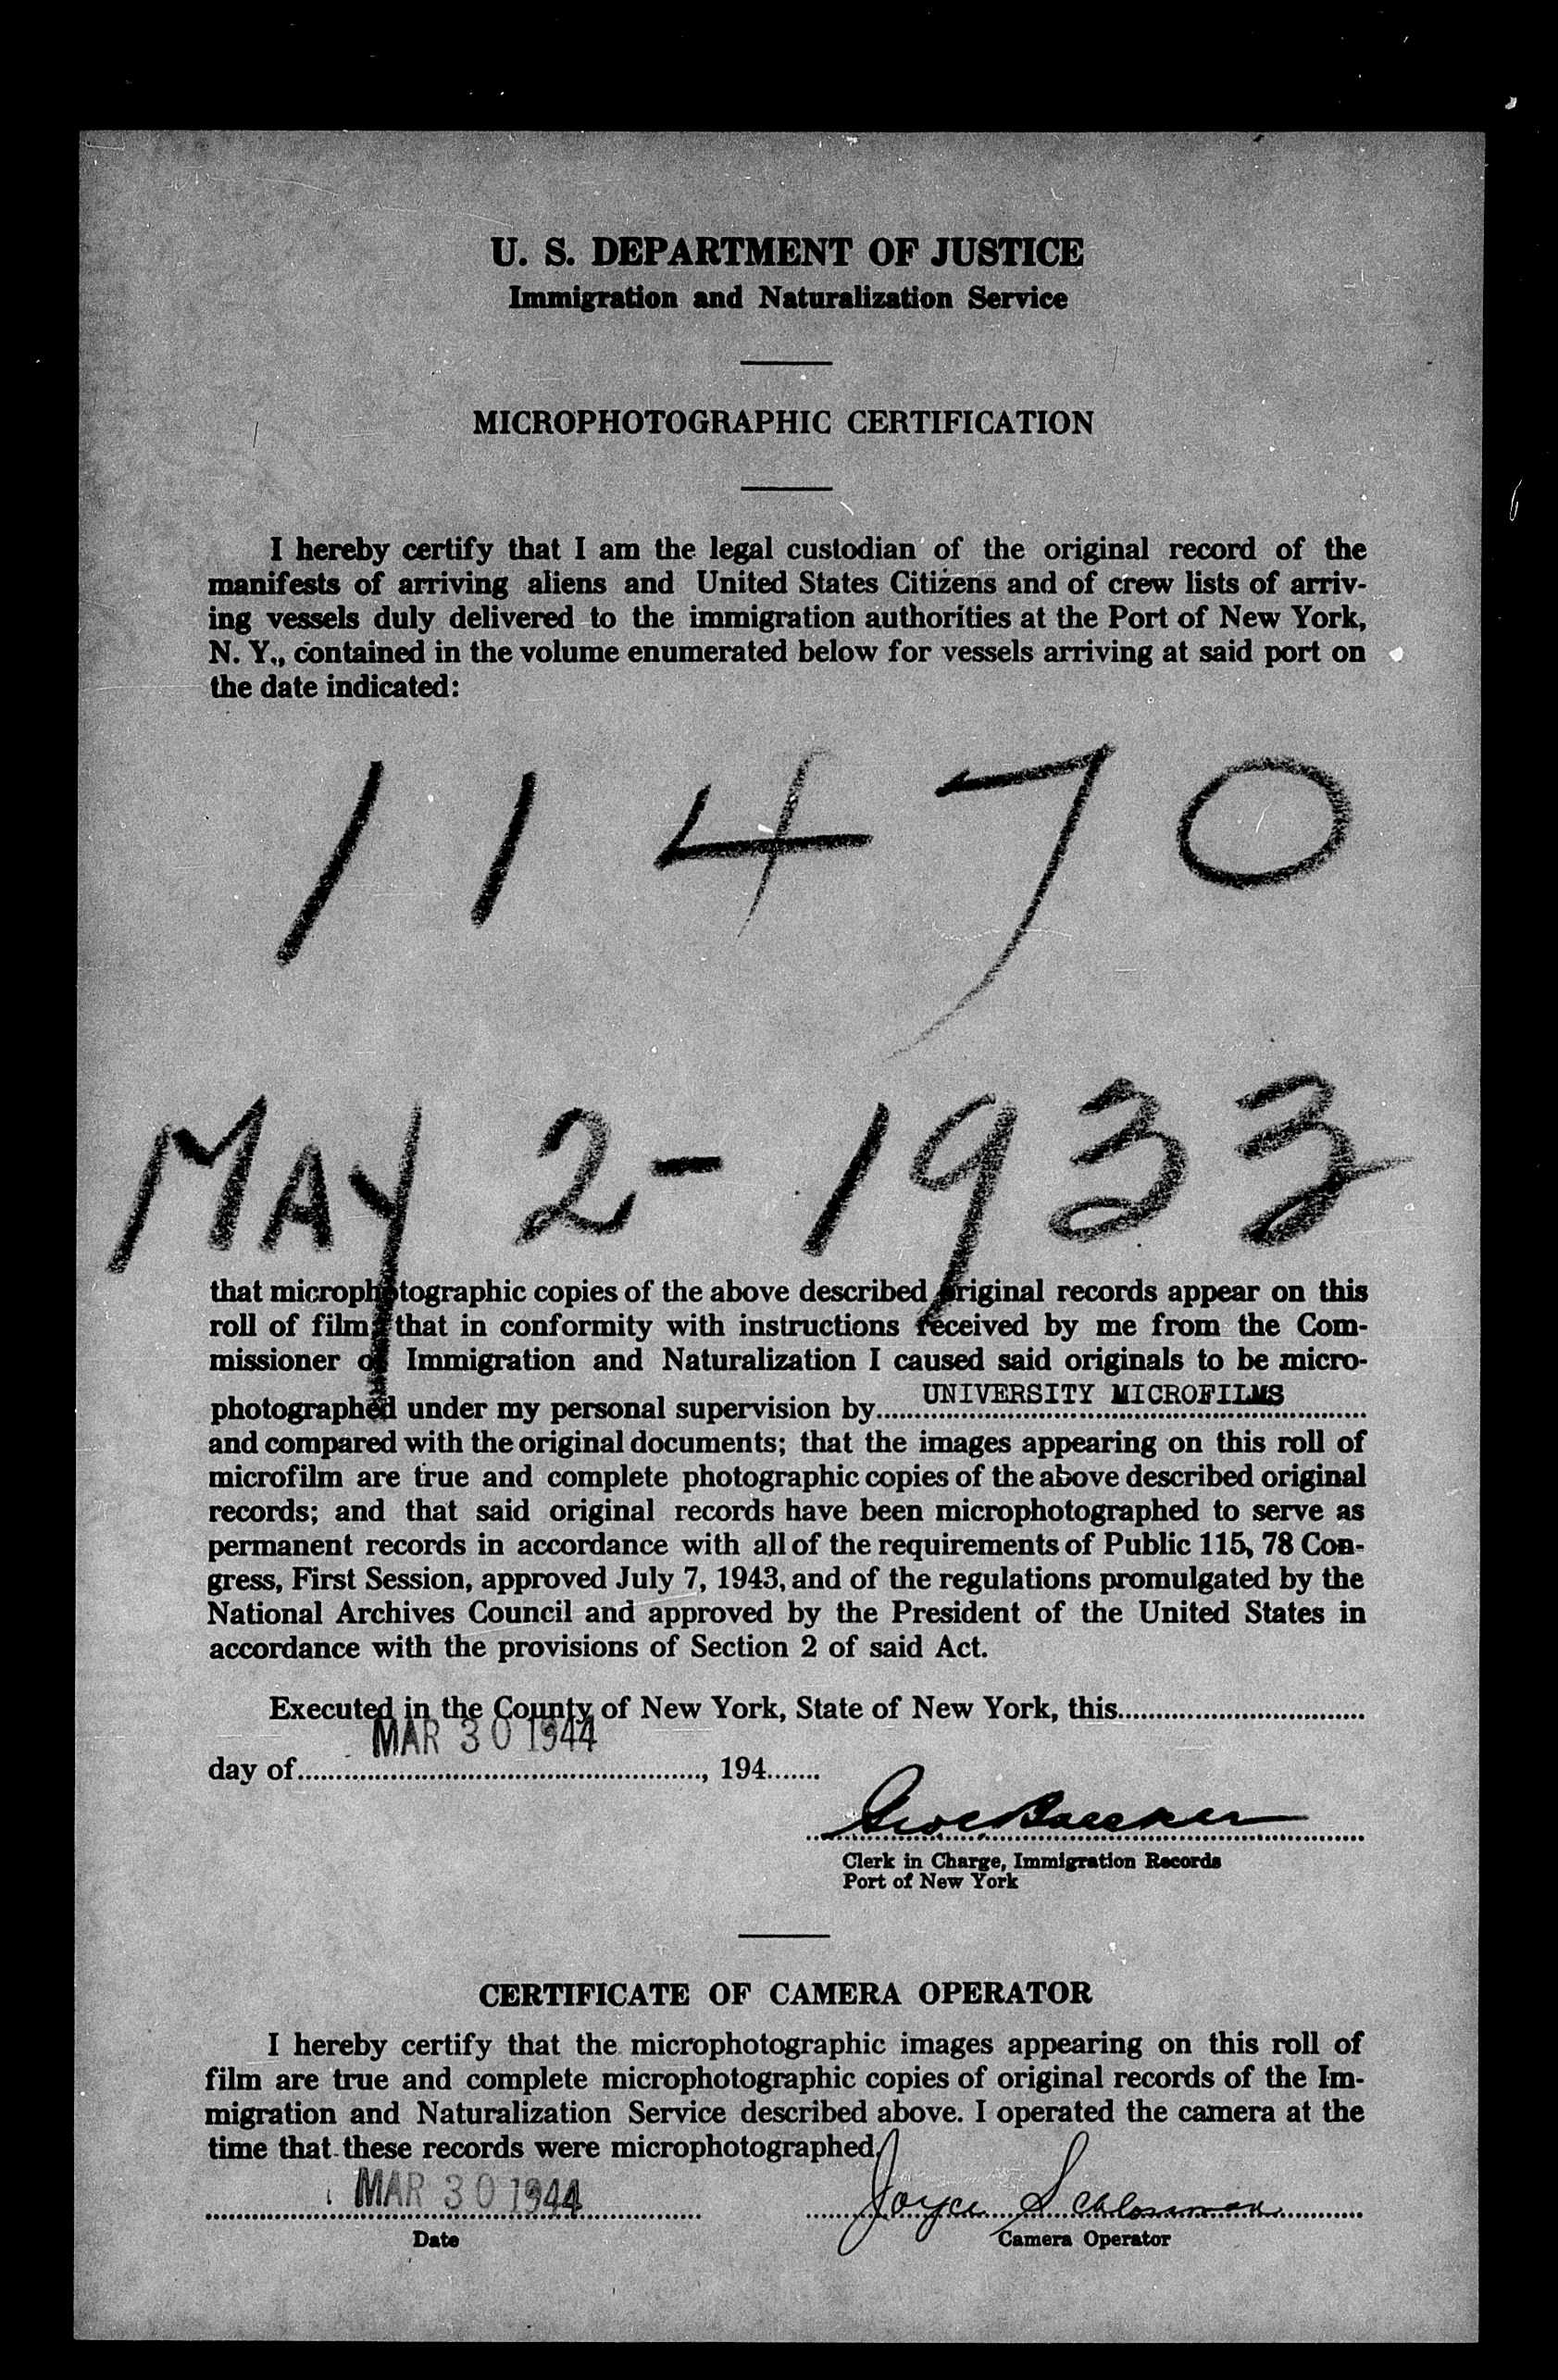 U. S. DEPARTMENT OF JUSTICE
Immigration and Naturalization Service
MICROPHOTOGRAPHIC CERTIFICATION
I hereby certify that I am the legal custodian of the original record of the
manifests of arriving aliens and United States Citizens and of crew lists of arriv-
ing vessels duly delivered to the immigration authorities at the Port of New York,
N. Y., contained in the volume enumerated below for vessels arriving at said port on
the date indicated:
11470
MAY 2-1933
that microphotographic copies of the above described original records appear on this
roll of film; that in conformity with instructions received by me from the Com-
missioner of Immigration and Naturalization I caused said originals to be micro-
photographed under my personal supervision by UNIVERSITY MICROFILMS
and compared with the original documents; that the images appearing on this roll of
microfilm are true and complete photographic copies of the above described original
records; and that said original records have been microphotographed to serve as
permanent records in accordance with all of the requirements of Public 115, 78 Con-
gress, First Session, approved July 7, 1943, and of the regulations promulgated by the
National Archives Council and approved by the President of the United States in
accordance with the provisions of Section 2 of said Act.
Executed in the County of New York, State of New York, this
MAR 30 1944
day of, 194
Clerk in Charge, Immigration Records
Port of New York
CERTIFICATE OF CAMERA OPERATOR
I hereby certify that the microphotographic images appearing on this roll of
film are true and complete microphotographic copies of original records of the Im-
migration and Naturalization Service described above. I operated the camera at the
time that these records were microphotographed.
MAR 30 1944 Joyce
Date Camera Operator